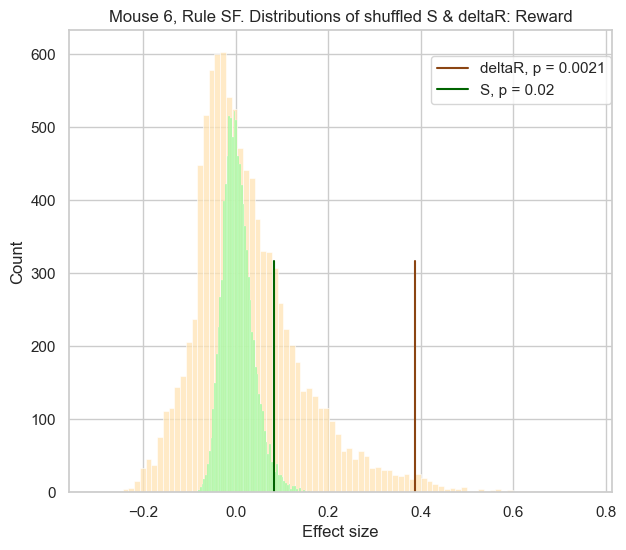 Mouse 6, Rule SF. Distributions of shuffled S & deltaR: Reward
deltaR, p = 0.0021
S, p = 0.02
Count
600
500
400
300
200
100
0
−0.2
0.0
0.2
0.4
0.6
0.8
Effect size